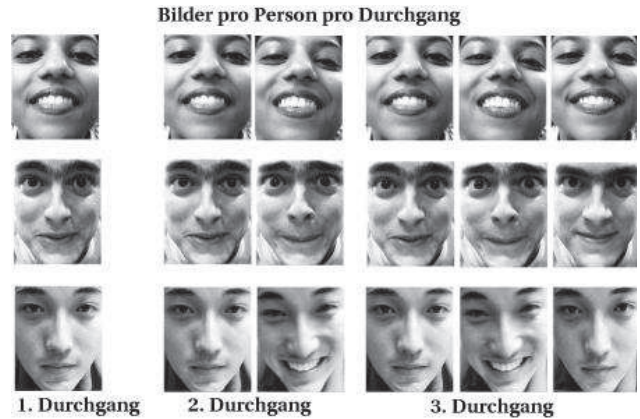 Bilder pro Person pro Durchgang
1. Durchgang
2. Durchgang
3. Durchgang